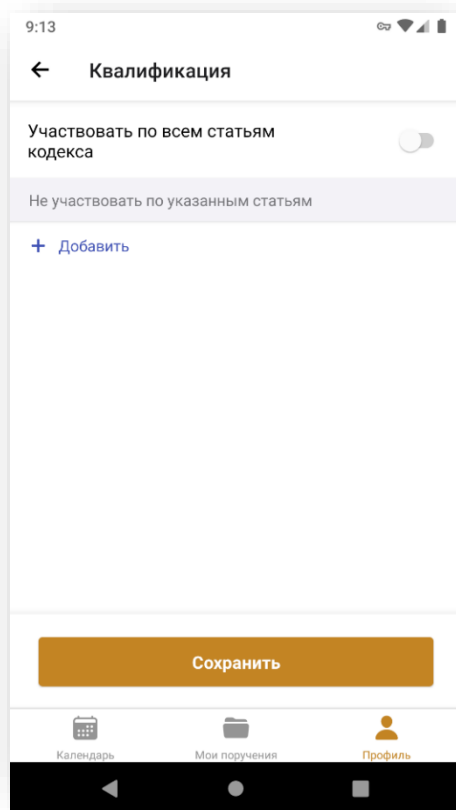 9:13
Квалификация
Участвовать по всем статьям
кодекса
Не участвовать по указанным статьям
+ Добавить
Сохранить
Календарь
Мои поручения
Профиль